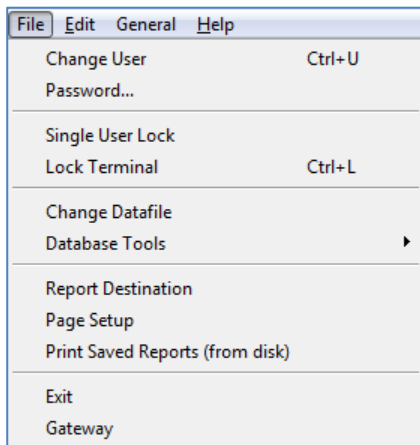 File Edit General Help
Change User Ctrl+U
Password...
Single User Lock
Lock Terminal Ctrl+L
Change Datafile
Database Tools
Report Destination
Page Setup
Print Saved Reports (from disk)
Exit
Gateway